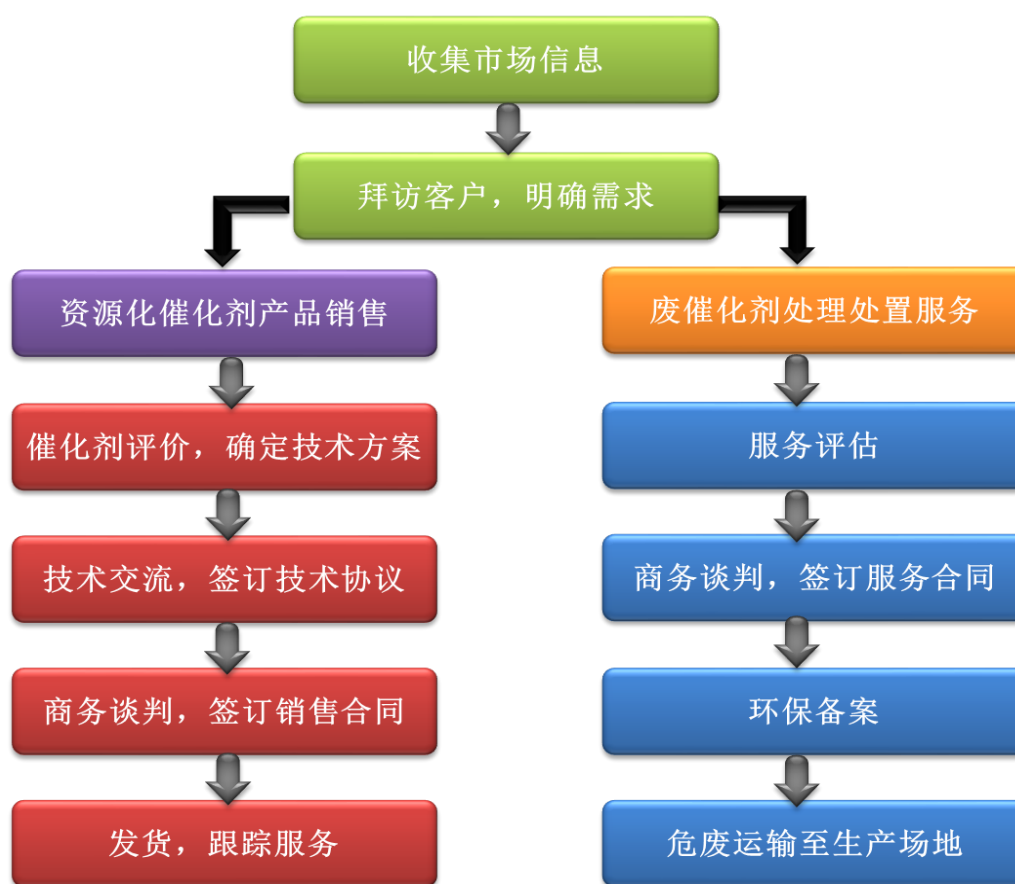 收集市场信息
拜访客户，明确需求
资源化催化剂产品销售
废催化剂处理处置服务
催化剂评价，确定技术方案
服务评估
技术交流，签订技术协议
商务谈判，签订服务合同
商务谈判，签订销售合同
环保备案
发货，跟踪服务
危废运输至生产场地